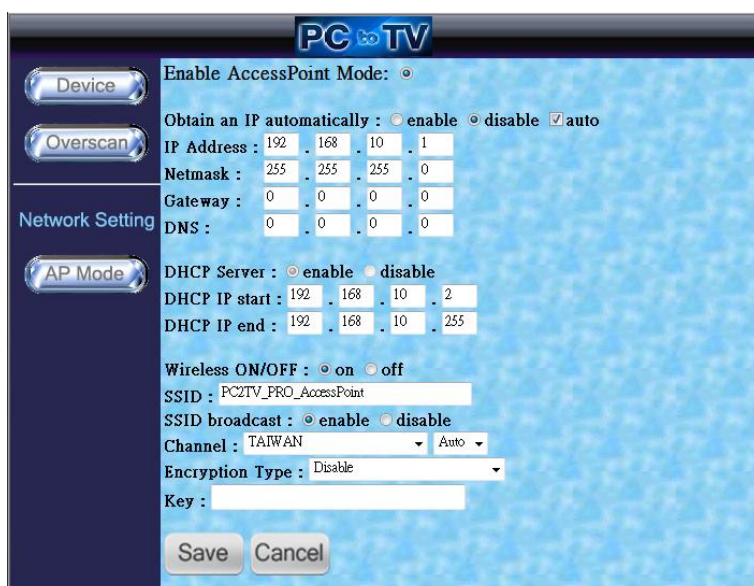 PC to TV
Device
Overscan
Network Setting
AP Mode
Enable AccessPoint Mode:
Obtain an IP automatically : enable disable auto
IP Address : 192 . 168 . 10 . 1
Netmask : 255 . 255 . 255 . 0
Gateway : 0 . 0 . 0 . 0
DNS : 0 . 0 . 0 . 0
DHCP Server : enable disable
DHCP IP start : 192 . 168 . 10 . 2
DHCP IP end : 192 . 168 . 10 . 255
Wireless ON/OFF : on off
SSID : PC2TV_PRO_AccessPoint
SSID broadcast : enable disable
Channel : TAIWAN Auto
Encryption Type : Disable
Key :
Save Cancel